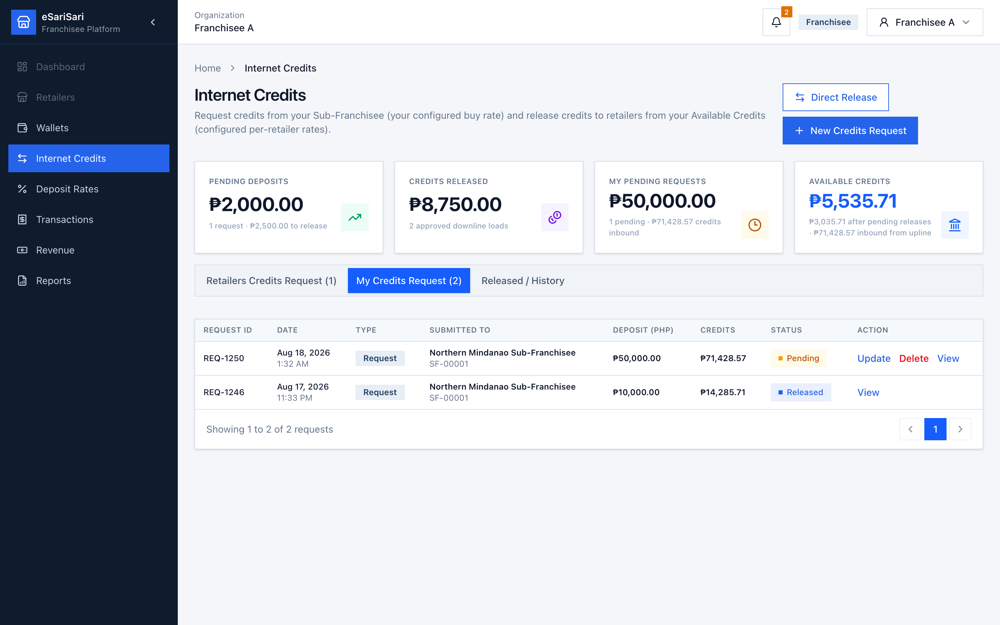 eSariSari
Franchisee Platform
Dashboard
Retailers
Wallets
Internet Credits
Deposit Rates
Transactions
Revenue
Reports
Organization
Franchisee A
2
Franchisee
Franchisee A
Home
Internet Credits
Internet Credits
Request credits from your Sub-Franchisee (your configured buy rate) and release credits to retailers from your Available Credits
(configured per-retailer rates).
Direct Release
New Credits Request
PENDING DEPOSITS
₱2,000.00
1 request · ₱2,500.00 to release
CREDITS RELEASED
₱8,750.00
2 approved downline loads
MY PENDING REQUESTS
₱50,000.00
1 pending · ₱71,428.57 credits
inbound
AVAILABLE CREDITS
₱5,535.71
₱3,035.71 after pending releases
· ₱71,428.57 inbound from upline
Retailers Credits Request (1)
My Credits Request (2)
Released / History
REQUEST ID DATE TYPE SUBMITTED TO DEPOSIT (PHP) CREDITS STATUS ACTION
REQ-1250 Aug 18, 2026 Request Northern Mindanao Sub-Franchisee ₱50,000.00 ₱71,428.57 Pending Update Delete View
1:32 AM SF-00001
REQ-1246 Aug 17, 2026 Request Northern Mindanao Sub-Franchisee ₱10,000.00 ₱14,285.71 Released View
11:33 PM SF-00001
Showing 1 to 2 of 2 requests
1